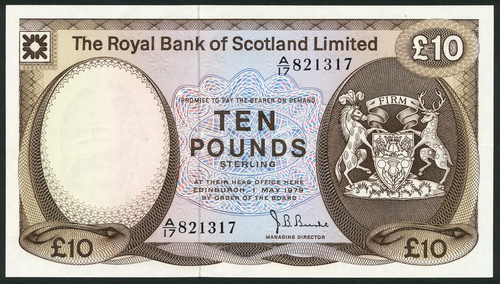 The Royal Bank of Scotland Limited
£10
A/17 821317
PROMISE TO PAY THE BEARER ON DEMAND
FIRM
TEN
POUNDS
STERLING
AT THEIR HEAD OFFICE HERE
EDINBURGH, 1 MAY 1979
BY ORDER OF THE BOARD
A/17 821317
MANAGING DIRECTOR
£10
£10